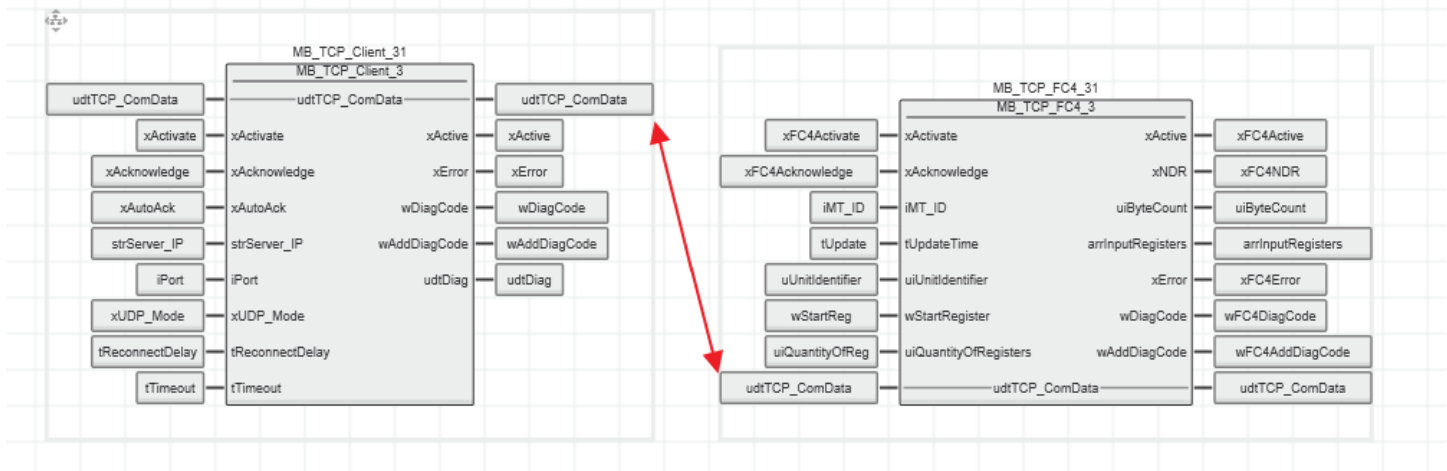 MB_TCP_Client_31
MB_TCP_Client_3
udtTCP_ComData udtTCP_ComData udtTCP_ComData
xActivate xActivate xActive xActive
xAcknowledge xAcknowledge xError xError
xAutoAck xAutoAck wDiagCode wDiagCode
strServer_IP strServer_IP wAddDiagCode wAddDiagCode
iPort iPort udtDiag udtDiag
xUDP_Mode xUDP_Mode
tReconnectDelay tReconnectDelay
tTimeout tTimeout
MB_TCP_FC4_31
MB_TCP_FC4_3
xFC4Activate xActivate xActive xFC4Active
xFC4Acknowledge xAcknowledge xNDR xFC4NDR
iMT_ID iMT_ID uiByteCount uiByteCount
tUpdate tUpdateTime arrInputRegisters arrInputRegisters
uUnitIdentifier uiUnitIdentifier xError xFC4Error
wStartReg wStartRegister wDiagCode wFC4DiagCode
uiQuantityOfReg uiQuantityOfRegisters wAddDiagCode wFC4AddDiagCode
udtTCP_ComData udtTCP_ComData udtTCP_ComData